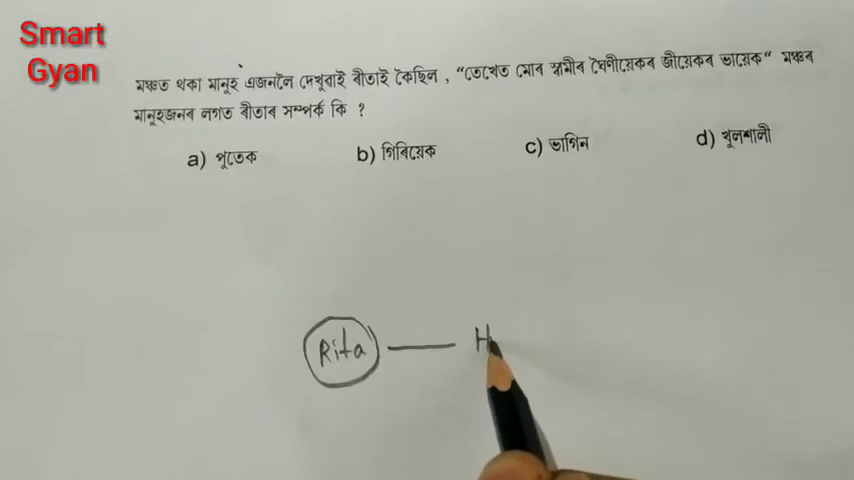 Smart
Gyan
মঞ্চত থকা মানুহ এজনলৈ দেখুৱাই ৰীতাই কৈছিল , "তেখেত মোৰ স্বামীৰ ঘৈণীয়েকৰ জীয়েকৰ ভায়েক" মঞ্চৰ
মানুহজনৰ লগত ৰীতাৰ সম্পৰ্ক কি ?
a) পুতেক b) গিৰিয়েক c) ভাগিন d) খুলশালী
Rita — H